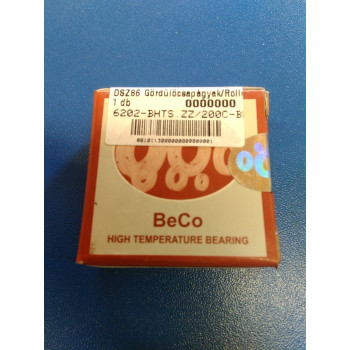 DSZ86 Gördülőcsapágyak/Roll
1 db 0000000
6202-BHTS.ZZ/200C-B
BeCo
HIGH TEMPERATURE BEARING